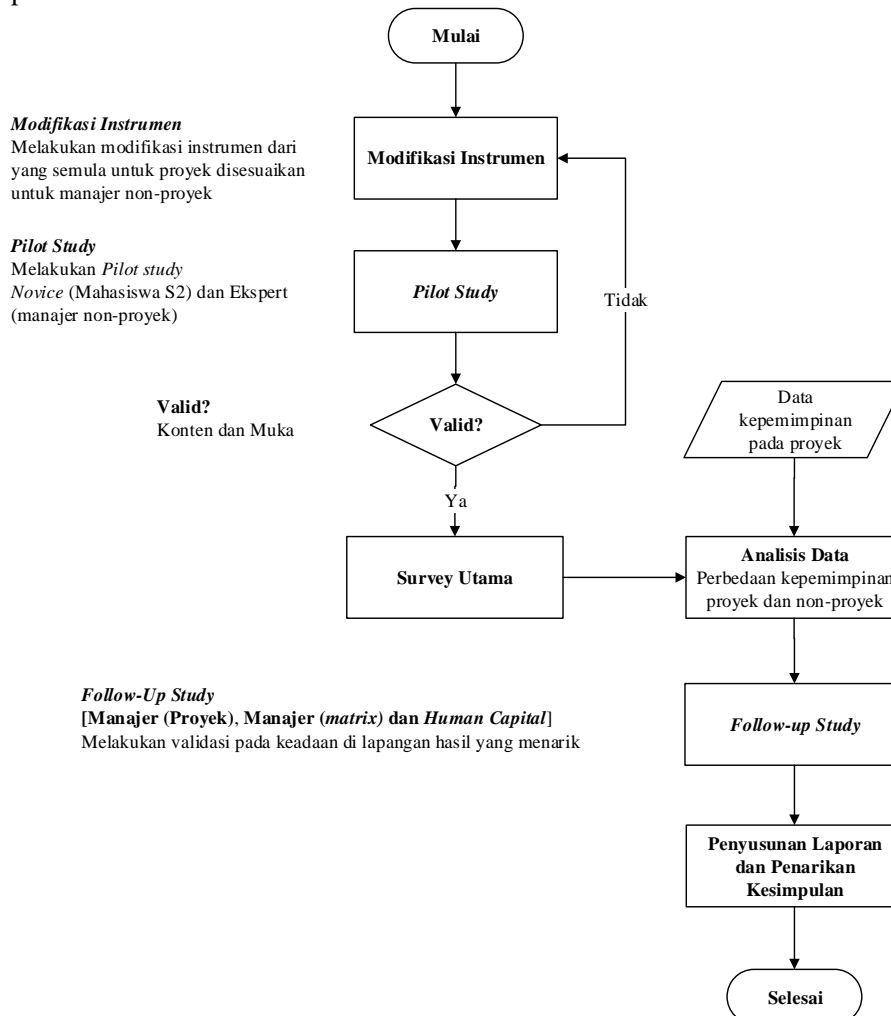 Mulai
Modifikasi Instrumen
Melakukan modifikasi instrumen dari
yang semula untuk proyek disesuaikan
untuk manajer non-proyek
Modifikasi Instrumen
Pilot Study
Melakukan Pilot study
Novice (Mahasiswa S2) dan Ekspert
(manajer non-proyek)
Pilot Study
Tidak
Valid?
Konten dan Muka
Valid?
Data
kepemimpinan
pada proyek
Ya
Survey Utama
Analisis Data
Perbedaan kepemimpinan
proyek dan non-proyek
Follow-Up Study
[Manajer (Proyek), Manajer (matrix) dan Human Capital]
Melakukan validasi pada keadaan di lapangan hasil yang menarik
Follow-up Study
Penyusunan Laporan
dan Penarikan
Kesimpulan
Selesai